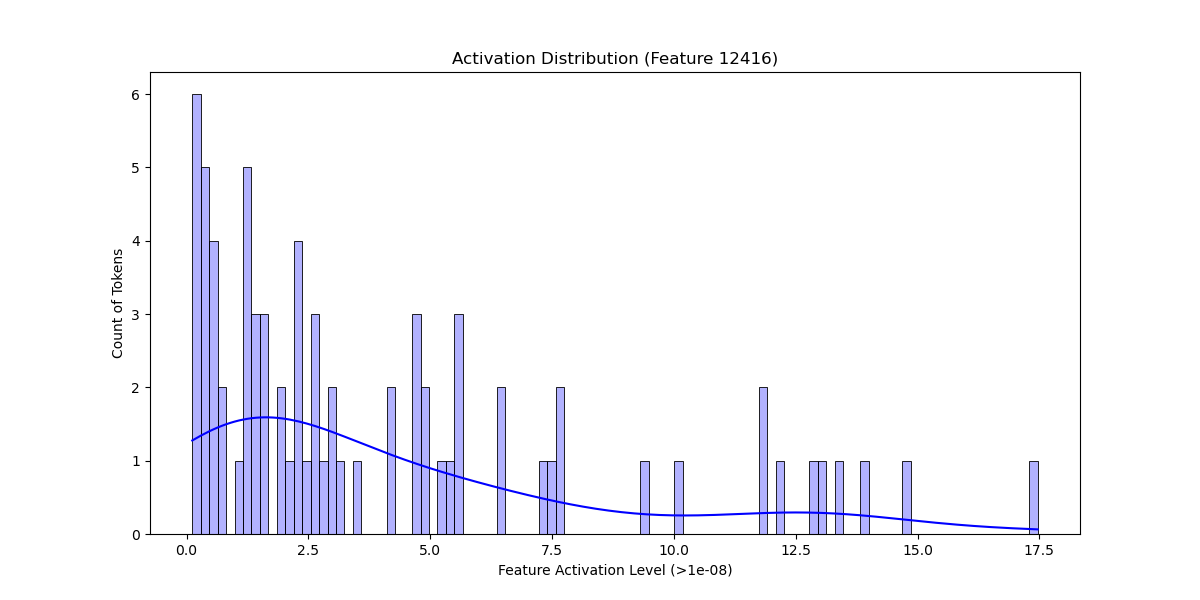 Activation Distribution (Feature 12416)
6
5
4
3
2
1
0
Count of Tokens
0.0 2.5 5.0 7.5 10.0 12.5 15.0 17.5
Feature Activation Level (>1e-08)